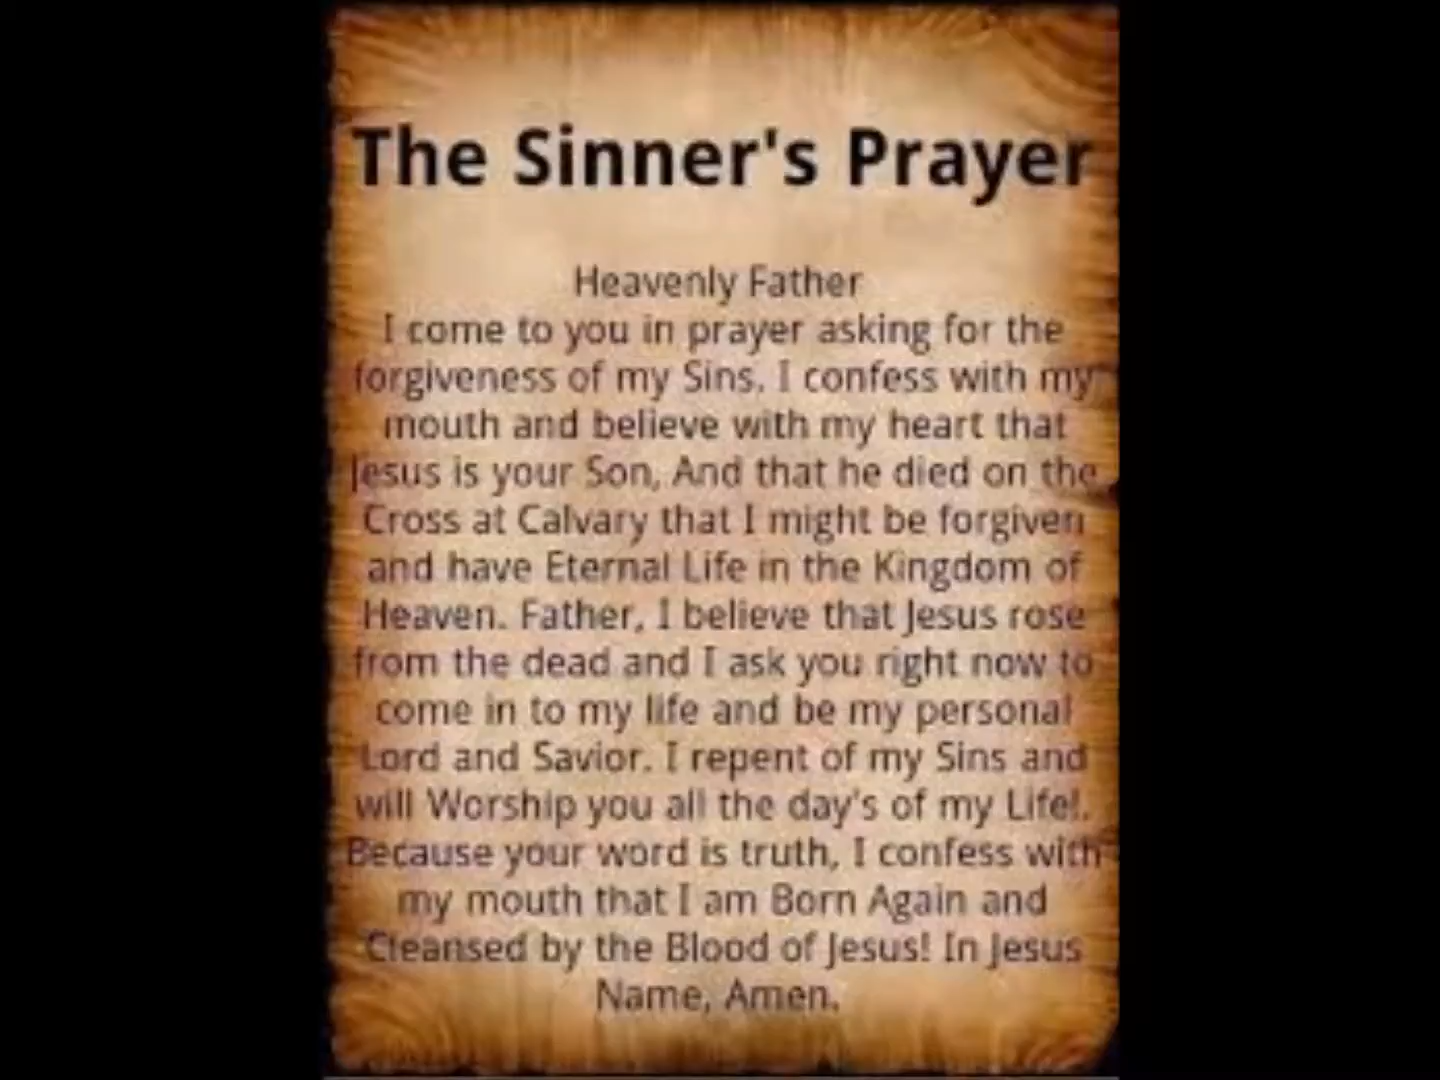 The Sinner's Prayer
Heavenly Father
I come to you in prayer asking for the
forgiveness of my Sins. I confess with my
mouth and believe with my heart that
Jesus is your Son, And that he died on the
Cross at Calvary that I might be forgiven
and have Eternal Life in the Kingdom of
Heaven. Father, I believe that Jesus rose
from the dead and I ask you right now to
come in to my life and be my personal
Lord and Savior. I repent of my Sins and
will Worship you all the day's of my Life!.
Because your word is truth, I confess with
my mouth that I am Born Again and
Cleansed by the Blood of Jesus! In Jesus
Name, Amen.